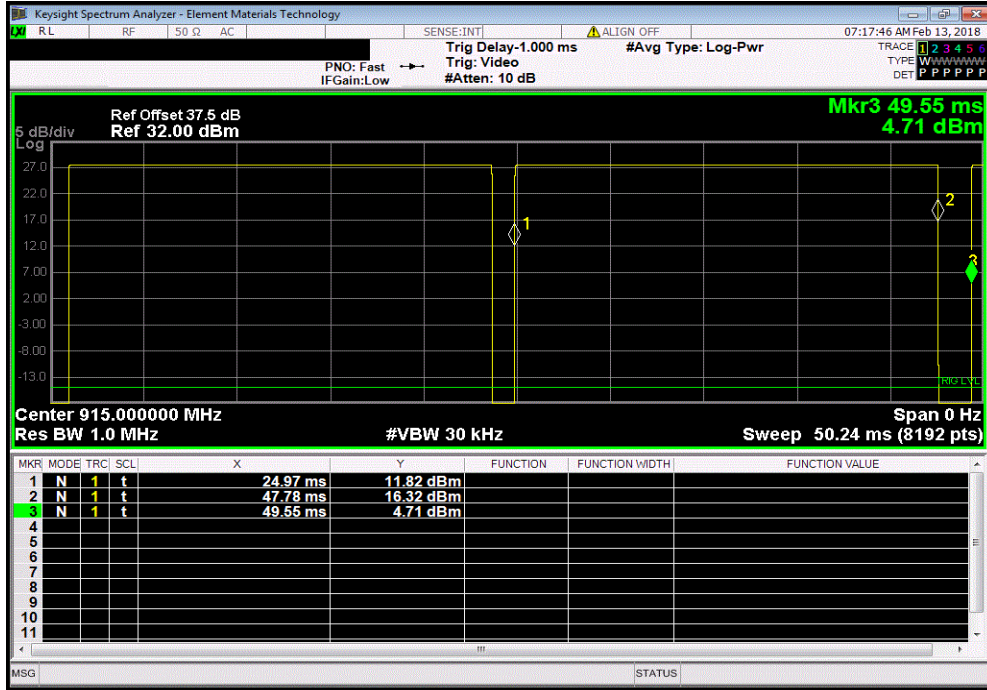 Keysight Spectrum Analyzer - Element Materials Technology
LXI RL RF 50 Ω AC SENSE:INT ALIGN OFF 07:17:46 AM Feb 13, 2018
Trig Delay-1.000 ms #Avg Type: Log-Pwr TRACE 1 2 3 4 5 6
PNO: Fast Trig: Video TYPE WWWWWW
IFGain:Low #Atten: 10 dB DET P P P P P P
Mkr3 49.55 ms
4.71 dBm
Ref Offset 37.5 dB
5 dB/div Ref 32.00 dBm
Log
27.0
22.0
17.0
12.0
7.00
2.00
-3.00
-8.00
-13.0
1
2
3
RIG LVL
Center 915.000000 MHz Span 0 Hz
Res BW 1.0 MHz #VBW 30 kHz Sweep 50.24 ms (8192 pts)
MKR MODE TRC SCL X Y FUNCTION FUNCTION WIDTH FUNCTION VALUE
1 N 1 t 24.97 ms 11.82 dBm
2 N 1 t 47.78 ms 16.32 dBm
3 N 1 t 49.55 ms 4.71 dBm
4
5
6
7
8
9
10
11
MSG STATUS